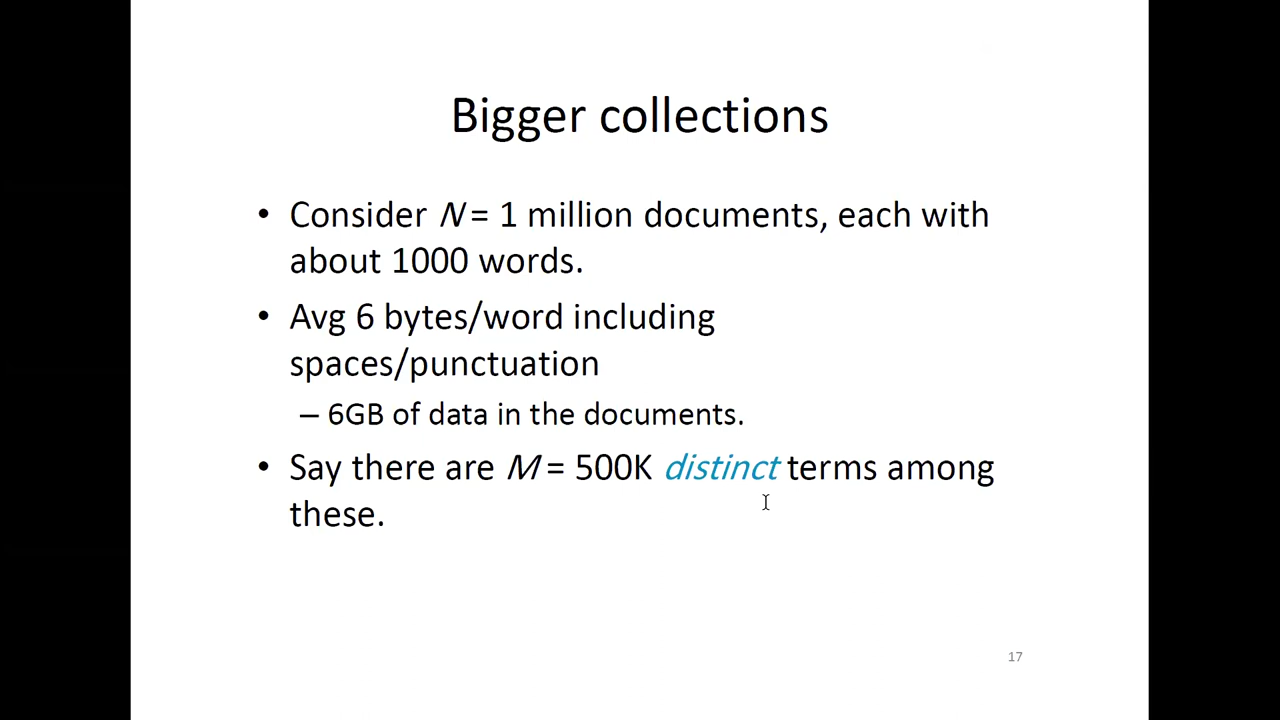 Bigger collections
• Consider N = 1 million documents, each with
about 1000 words.
• Avg 6 bytes/word including
spaces/punctuation
– 6GB of data in the documents.
• Say there are M = 500K distinct terms among
these.
17